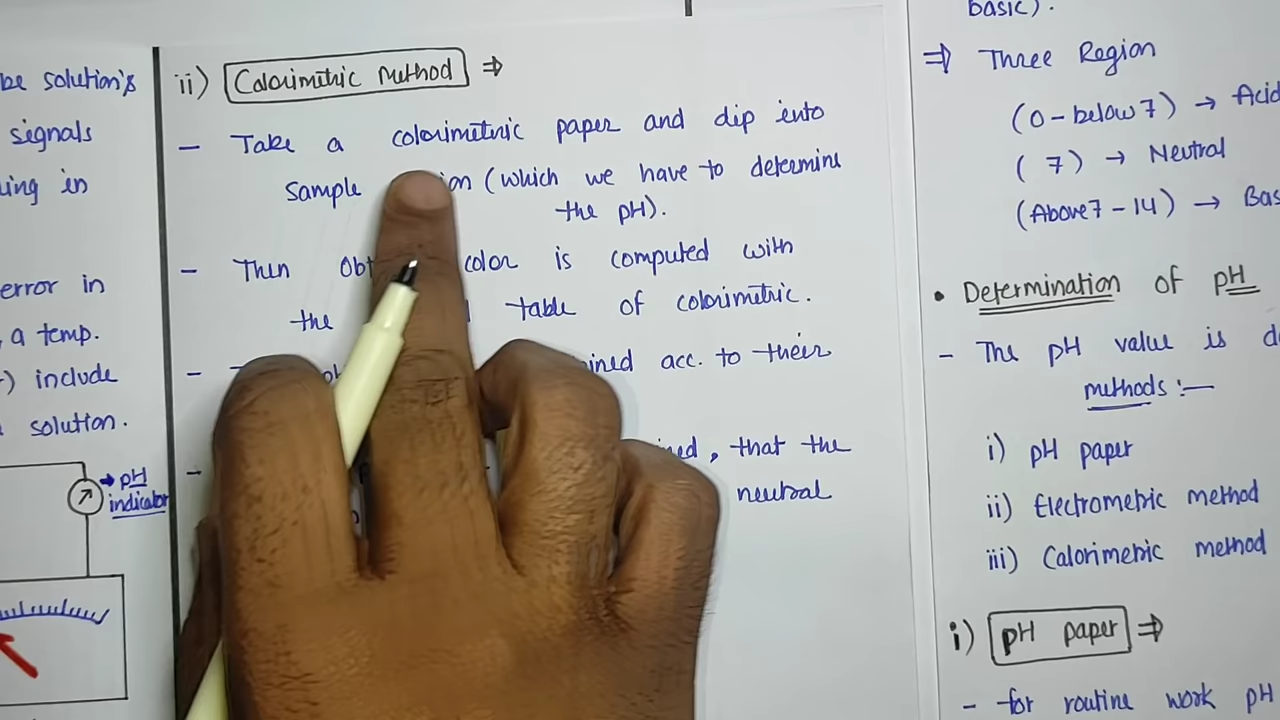 be solution's
signals
ing in
error in
a temp.
) include
solution.
→ pH
indicator
ii) Calorimetric Method ⇒
- Take a colorimetric paper and dip into
Sample (which we have to determine
the pH).
- Then color is computed with
the table of colorimetric.
- acc. to their
-
, that the
neutral
basic).
⇒ Three Region
(0 - below 7) → Acid
(7) → Neutral
(Above 7 - 14) → Bas
• Determination of pH
- The pH value is d
methods :—
i) pH paper
ii) Electrometric method
iii) Calorimetric method
i) pH paper ⇒
- for routine work pH